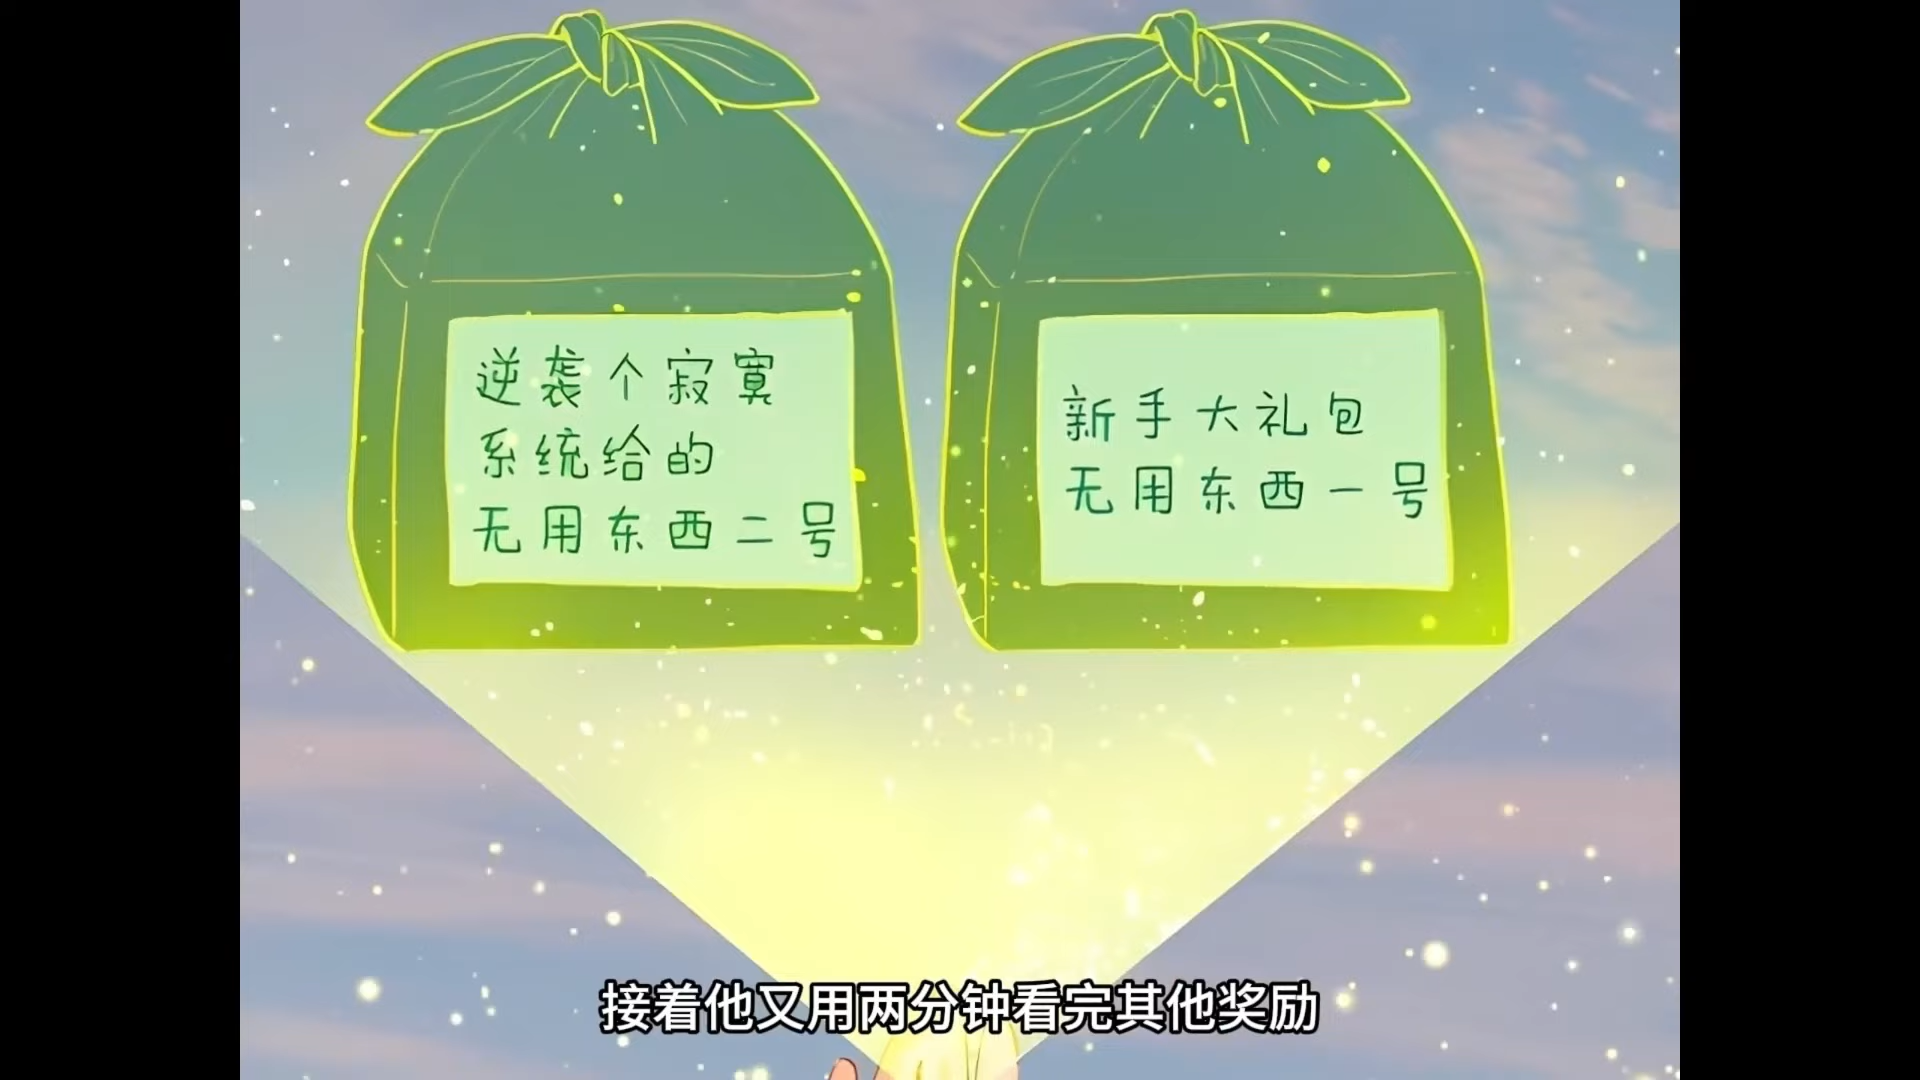 逆袭个寂寞
系统给的
无用东西二号
新手大礼包
无用东西一号
接着他又用两分钟看完其他奖励